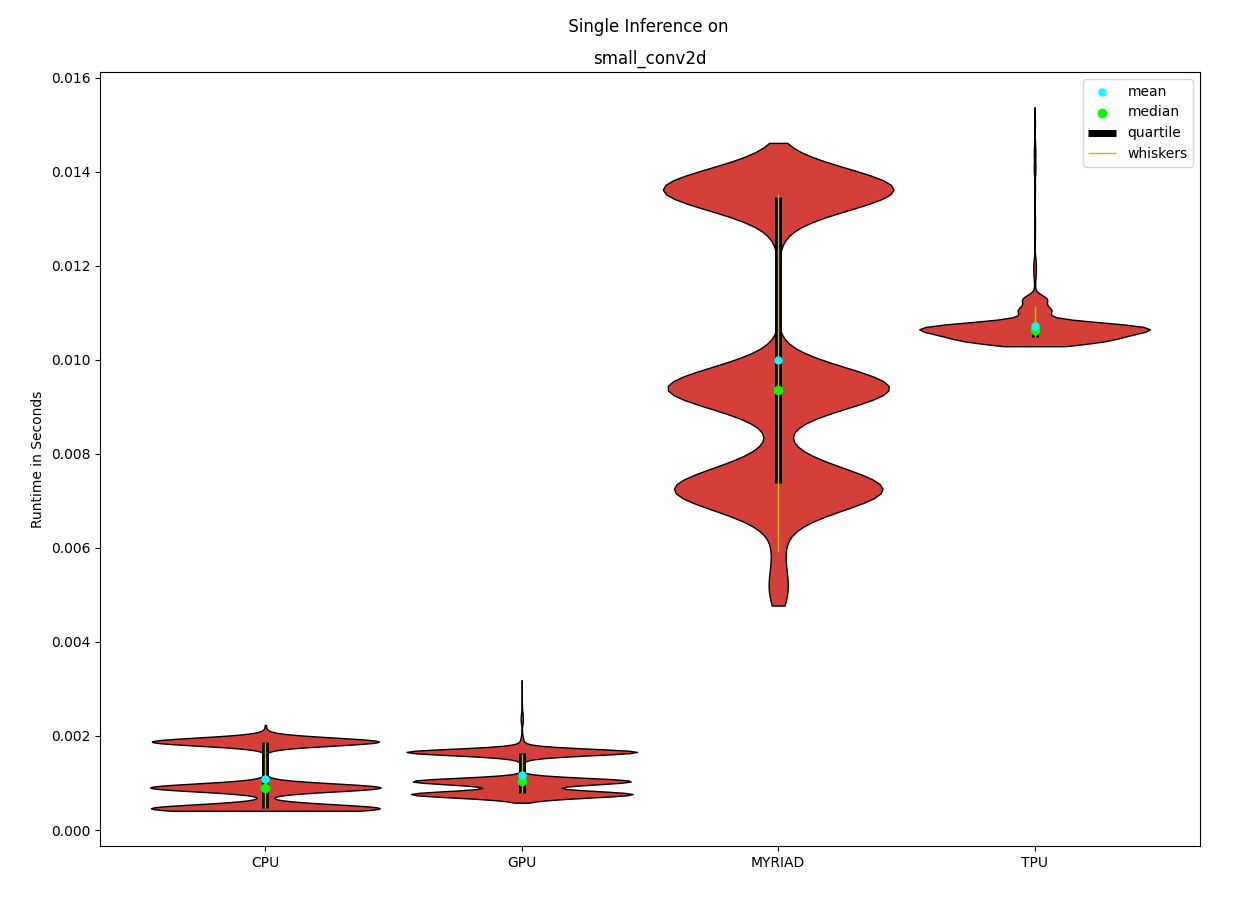 Single Inference on
small_conv2d
mean
median
quartile
whiskers
Runtime in Seconds
0.016
0.014
0.012
0.010
0.008
0.006
0.004
0.002
0.000
CPU
GPU
MYRIAD
TPU